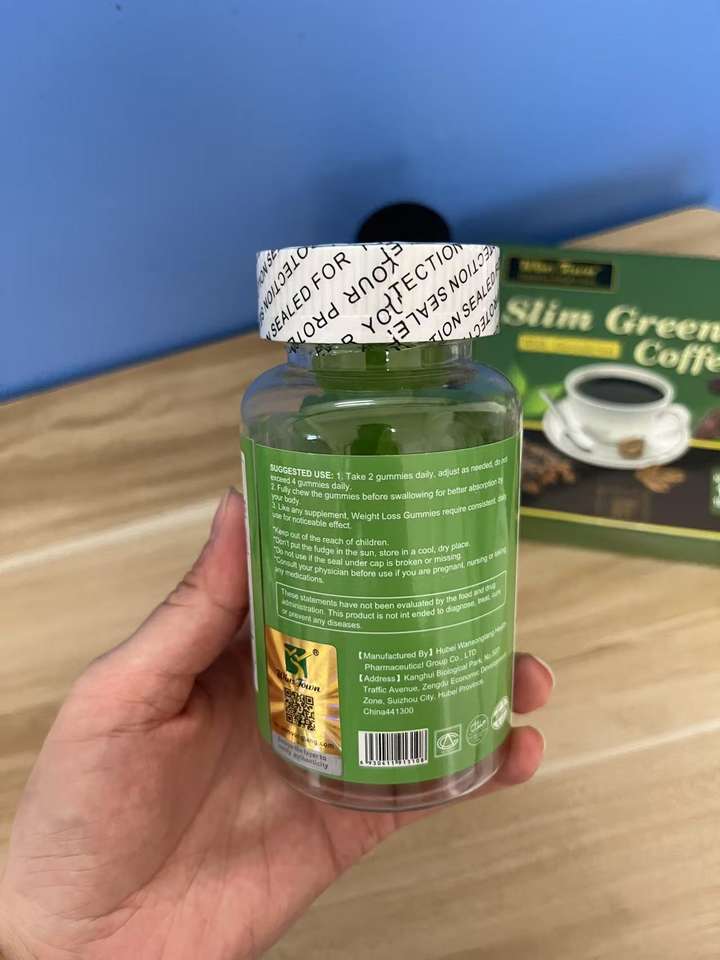 SEALED FOR YOUR PROTECTION
Win Town
Slim Green
Coffe
SUGGESTED USE: 1. Take 2 gummies daily, adjust as needed, do not
exceed 4 gummies daily.
2. Fully chew the gummies before swallowing for better absorption by
your body.
3. Like any supplement, Weight Loss Gummies require consistent, daily
use for noticeable effect.
*Keep out of the reach of children.
*Don't put the fudge in the sun, store in a cool, dry place.
*Do not use if the seal under cap is broken or missing.
*Consult your physician before use if you are pregnant, nursing or taking
any medications.
These statements have not been evaluated by the food and drug
administration. This product is not int ended to diagnose, treat, cure
or prevent any diseases.
Win Town
®
【Manufactured By】Hubei Wansongtang Health
Pharmaceutical Group Co., LTD
【Address】Kanghui Biological Park, No.
Traffic Avenue, Zengdu Economic Development
Zone, Suizhou City, Hubei Province,
China441300